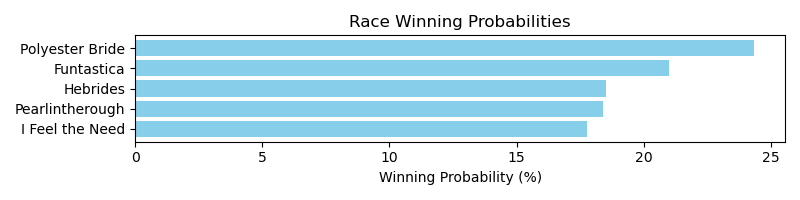 Race Winning Probabilities
Polyester Bride
Funtastica
Hebrides
Pearlintherough
I Feel the Need
0 5 10 15 20 25
Winning Probability (%)